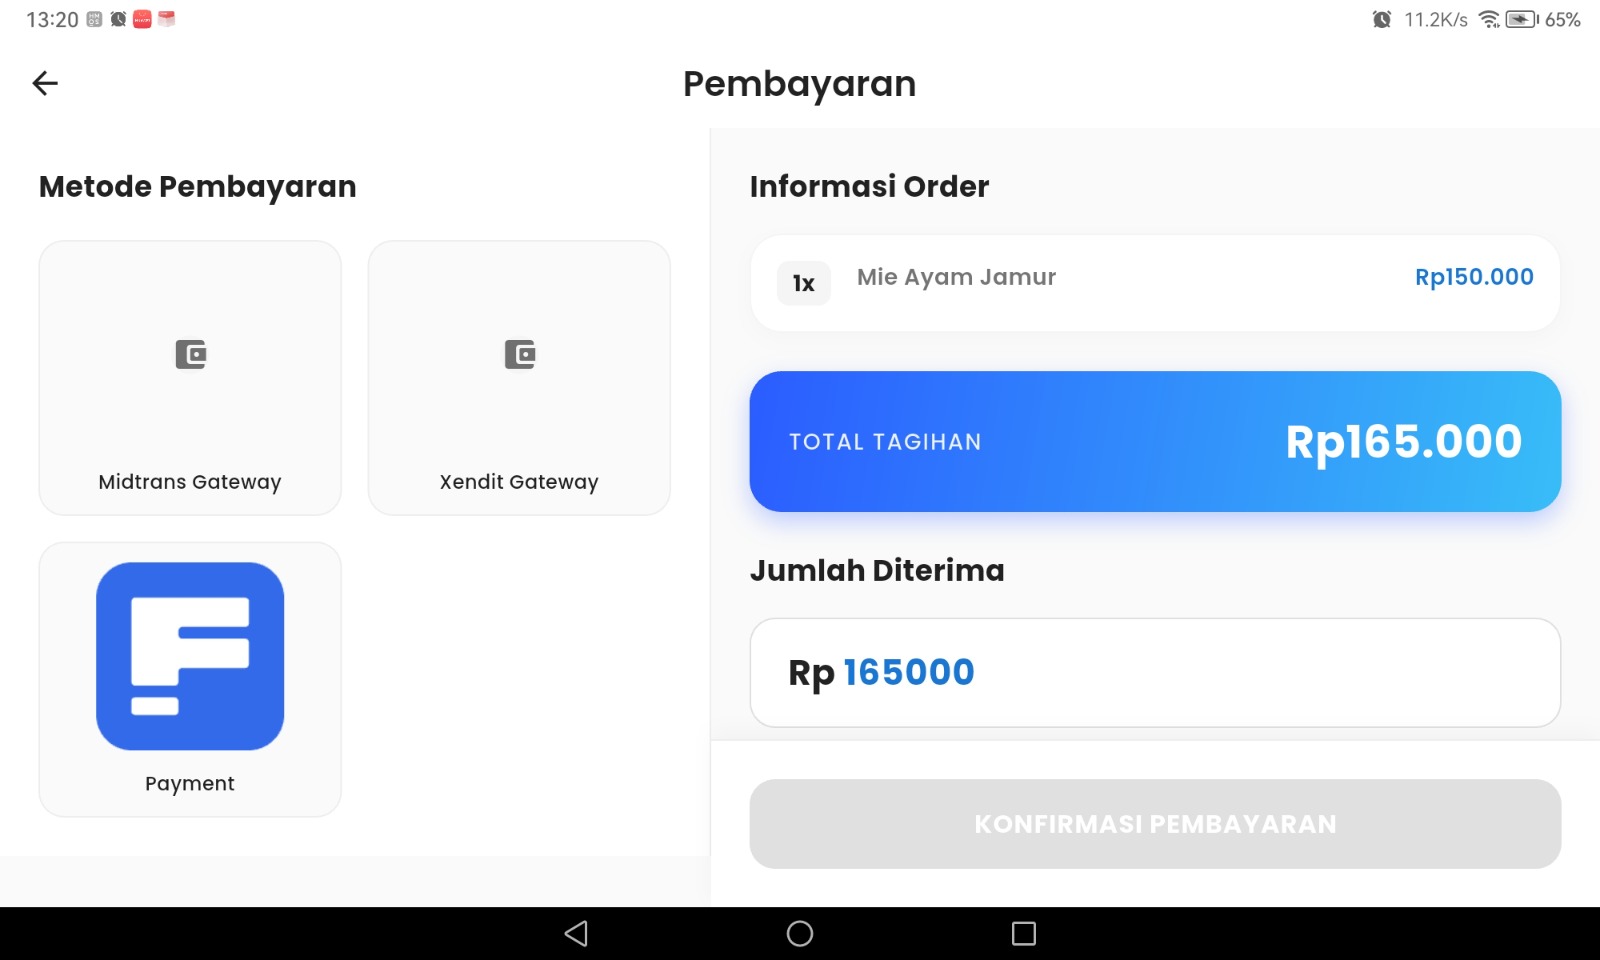 13:20
11.2K/s
65%
Pembayaran
Metode Pembayaran
Midtrans Gateway
Xendit Gateway
Payment
Informasi Order
1x Mie Ayam Jamur Rp150.000
TOTAL TAGIHAN Rp165.000
Jumlah Diterima
Rp 165000
KONFIRMASI PEMBAYARAN